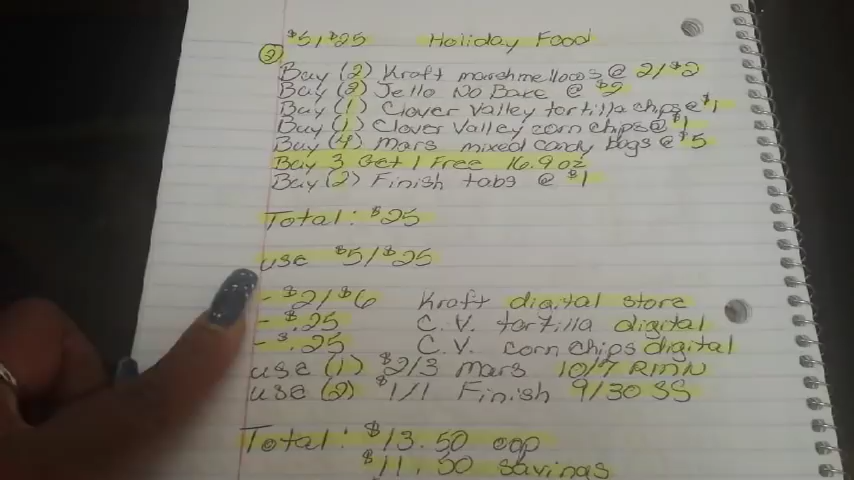 $5/$25 Holiday Food
(2)
Buy (2) Kraft marshmellows @ 2/$2
Buy (2) Jello No Bake @ $2
Buy (1) Clover Valley tortilla chips @ $1
Buy (1) Clover Valley corn chips @ $1
Buy (4) Mars mixed candy bags @ $5
Buy 3 Get 1 Free 16.9 oz
Buy (2) Finish tabs @ $1
Total: $25
use $5/$25
- $2/$6 Kraft digital store
- $.25 C.V. tortilla digital
- $.25 C.V. corn chips digital
use (1) $2/3 Mars 10/7 RMN
use (2) $1/1 Finish 9/30 SS
Total: $13.50 oop
$11.50 savings